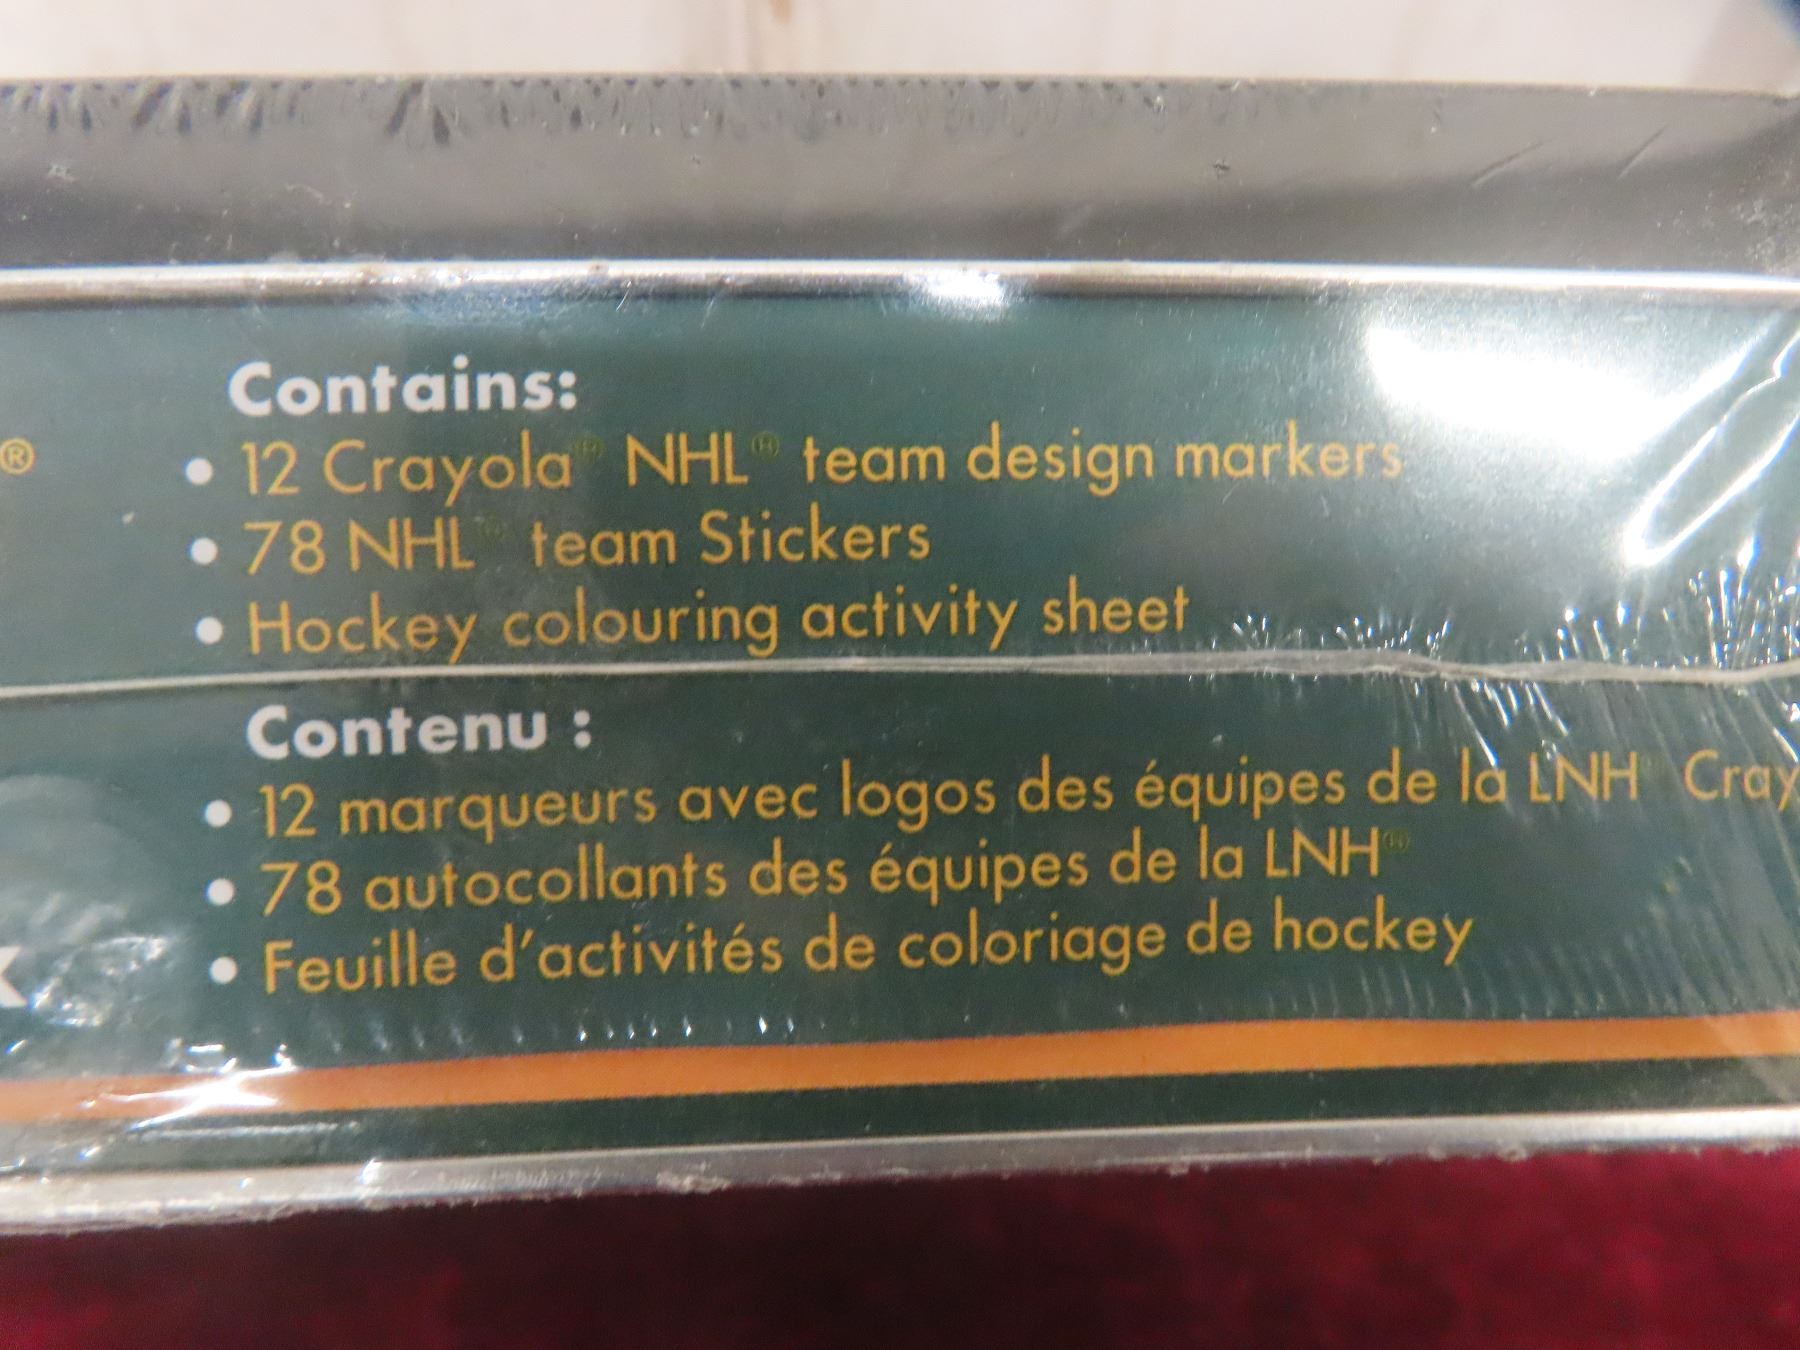 ®
Contains:
• 12 Crayola® NHL® team design markers
• 78 NHL® team Stickers
• Hockey colouring activity sheet
Contenu :
• 12 marqueurs avec logos des équipes de la LNH® Cray
• 78 autocollants des équipes de la LNH®
• Feuille d'activités de coloriage de hockey